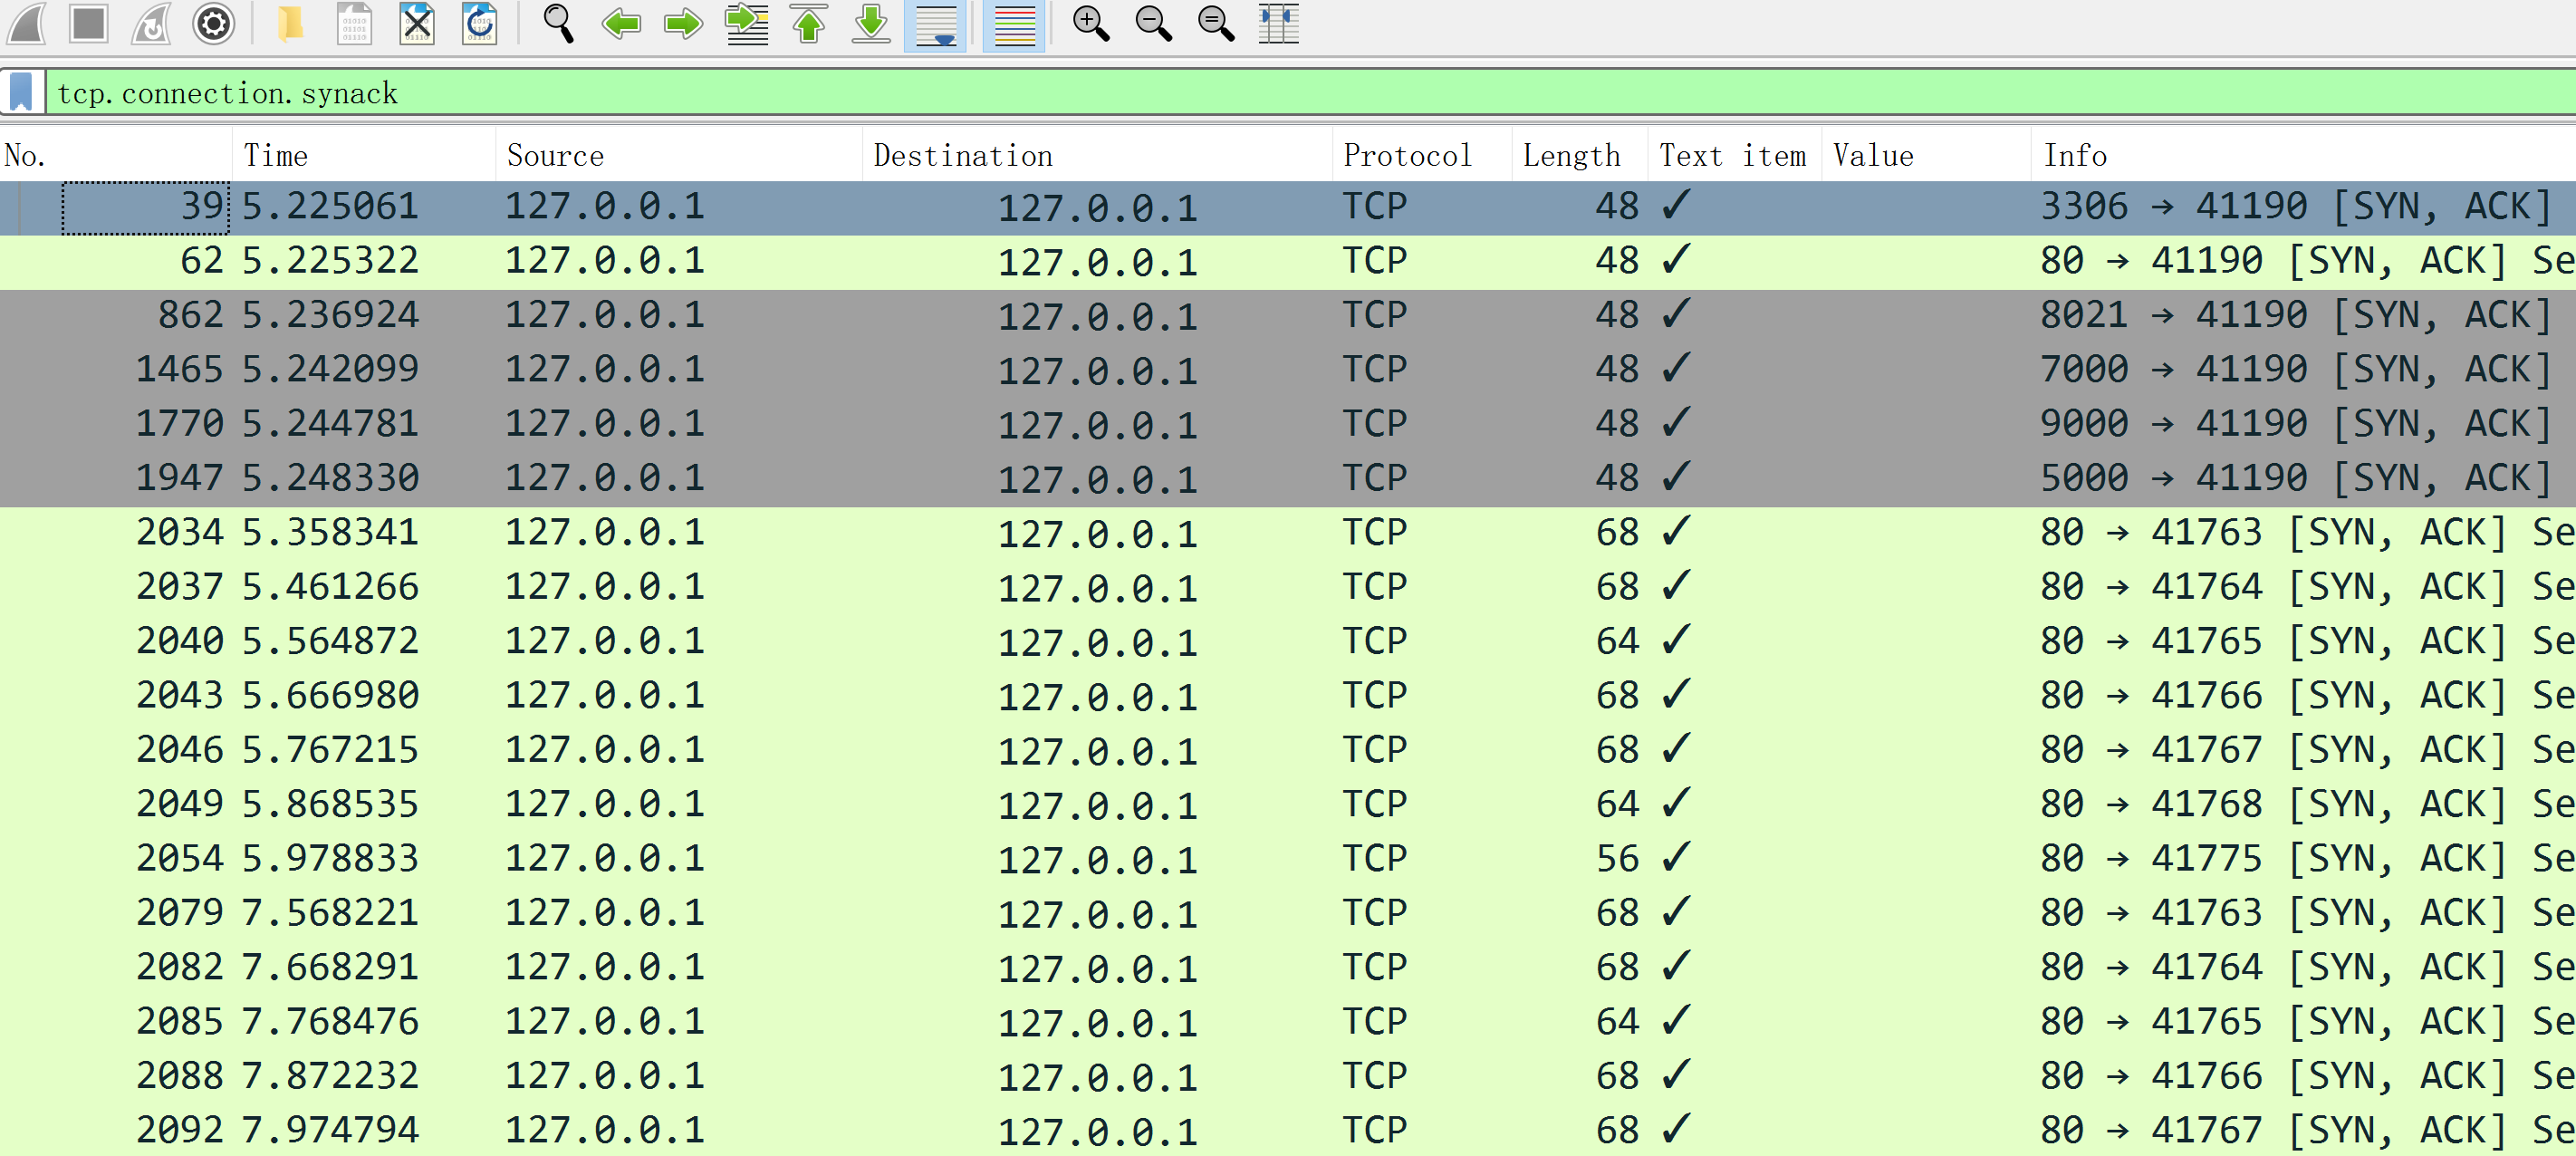 tcp.connection.synack
No. Time Source Destination Protocol Length Text item Value Info
39 5.225061 127.0.0.1 127.0.0.1 TCP 48 ✓ 3306 → 41190 [SYN, ACK]
62 5.225322 127.0.0.1 127.0.0.1 TCP 48 ✓ 80 → 41190 [SYN, ACK] Se
862 5.236924 127.0.0.1 127.0.0.1 TCP 48 ✓ 8021 → 41190 [SYN, ACK]
1465 5.242099 127.0.0.1 127.0.0.1 TCP 48 ✓ 7000 → 41190 [SYN, ACK]
1770 5.244781 127.0.0.1 127.0.0.1 TCP 48 ✓ 9000 → 41190 [SYN, ACK]
1947 5.248330 127.0.0.1 127.0.0.1 TCP 48 ✓ 5000 → 41190 [SYN, ACK]
2034 5.358341 127.0.0.1 127.0.0.1 TCP 68 ✓ 80 → 41763 [SYN, ACK] Se
2037 5.461266 127.0.0.1 127.0.0.1 TCP 68 ✓ 80 → 41764 [SYN, ACK] Se
2040 5.564872 127.0.0.1 127.0.0.1 TCP 64 ✓ 80 → 41765 [SYN, ACK] Se
2043 5.666980 127.0.0.1 127.0.0.1 TCP 68 ✓ 80 → 41766 [SYN, ACK] Se
2046 5.767215 127.0.0.1 127.0.0.1 TCP 68 ✓ 80 → 41767 [SYN, ACK] Se
2049 5.868535 127.0.0.1 127.0.0.1 TCP 64 ✓ 80 → 41768 [SYN, ACK] Se
2054 5.978833 127.0.0.1 127.0.0.1 TCP 56 ✓ 80 → 41775 [SYN, ACK] Se
2079 7.568221 127.0.0.1 127.0.0.1 TCP 68 ✓ 80 → 41763 [SYN, ACK] Se
2082 7.668291 127.0.0.1 127.0.0.1 TCP 68 ✓ 80 → 41764 [SYN, ACK] Se
2085 7.768476 127.0.0.1 127.0.0.1 TCP 64 ✓ 80 → 41765 [SYN, ACK] Se
2088 7.872232 127.0.0.1 127.0.0.1 TCP 68 ✓ 80 → 41766 [SYN, ACK] Se
2092 7.974794 127.0.0.1 127.0.0.1 TCP 68 ✓ 80 → 41767 [SYN, ACK] Se